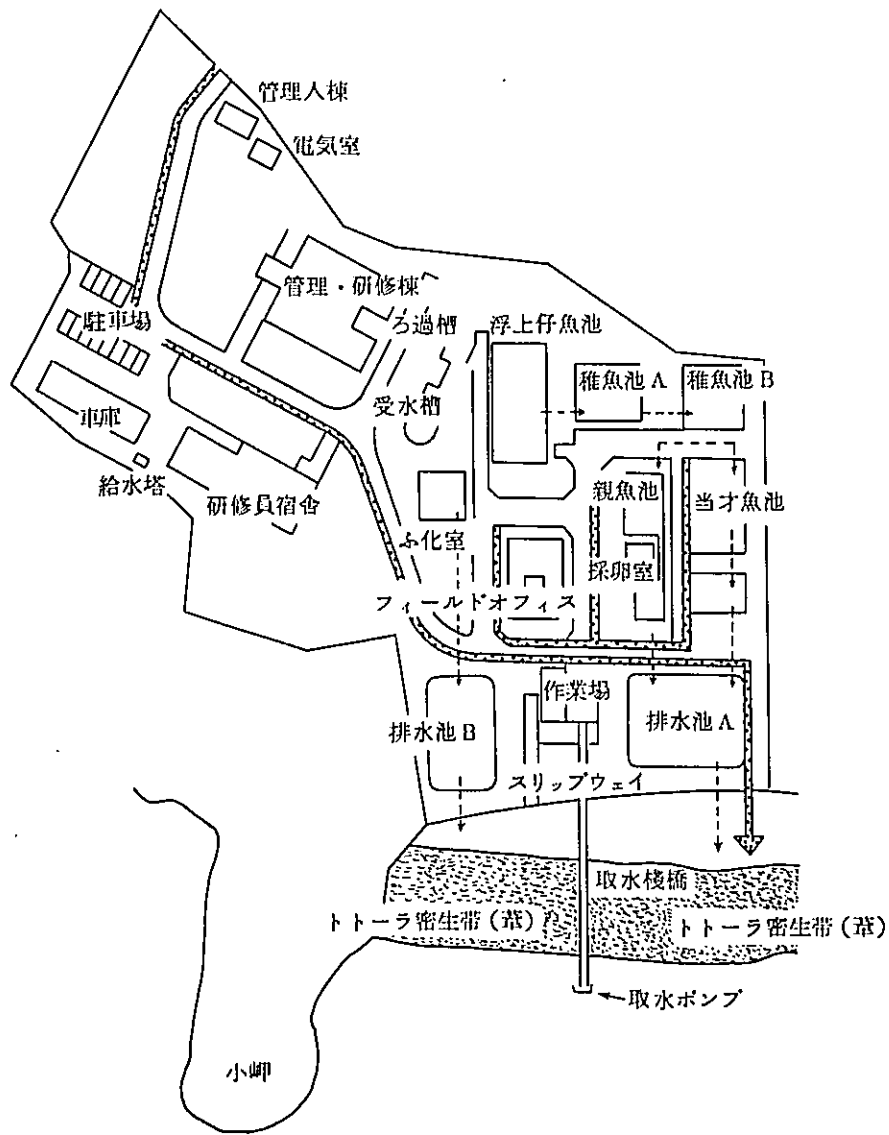 管理人棟
電気室
管理・研修棟
ろ過槽
浮上仔魚池
駐車場
稚魚池 A
稚魚池 B
受水槽
車庫
給水塔
研修員宿舎
親魚池
当才魚池
ふ化室
採卵室
フィールドオフィス
作業場
排水池 B
排水池 A
スリップウェイ
取水棧橋
トトーラ密生帯 (葦)
トトーラ密生帯 (葦)
取水ポンプ
小岬